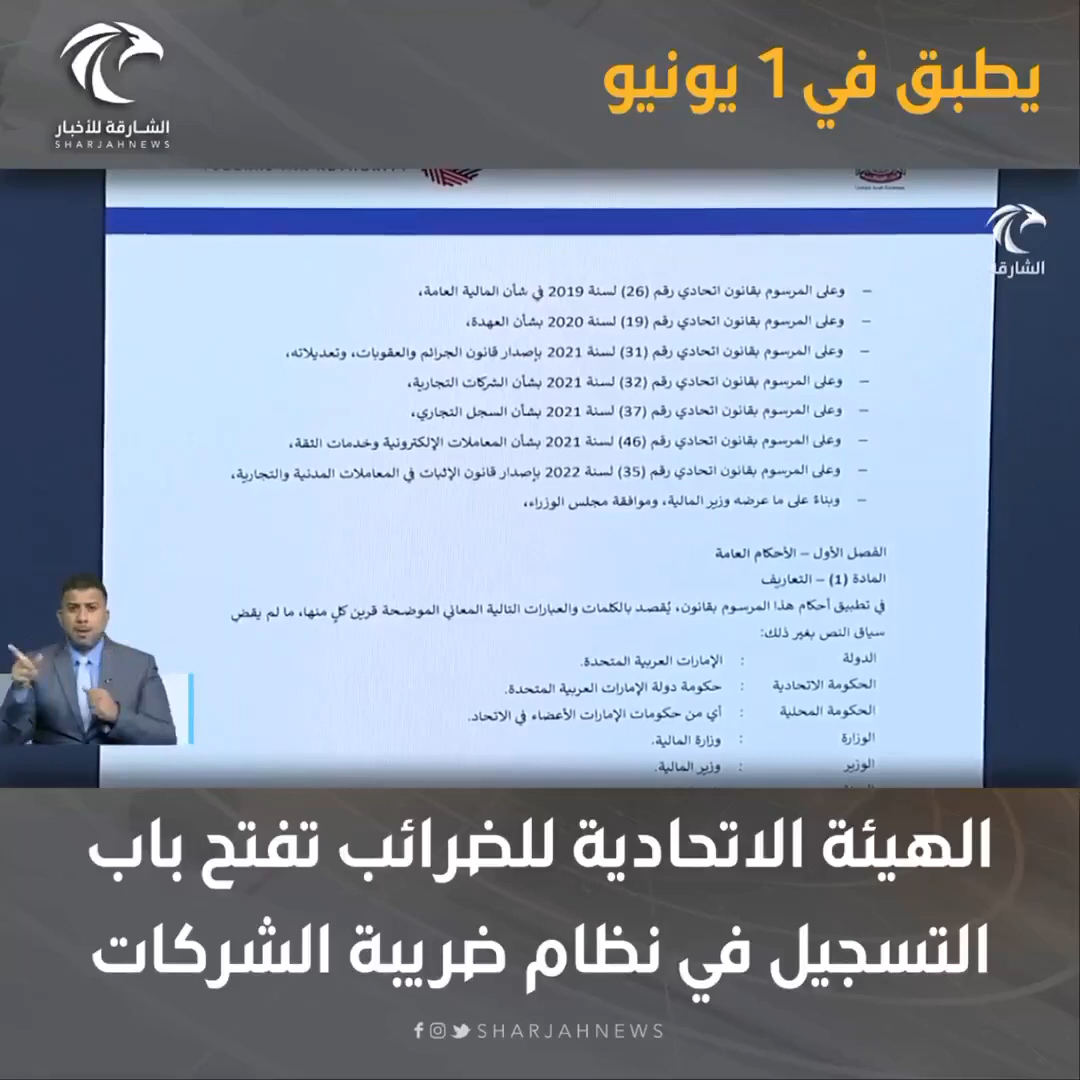 يطبق في 1 يونيو
الشارقة للأخبار
SHARJAHNEWS
United Arab Emirates
الشارقة
– وعلى المرسوم بقانون اتحادي رقم (26) لسنة 2019 في شأن المالية العامة،
– وعلى المرسوم بقانون اتحادي رقم (19) لسنة 2020 بشأن العهدة،
– وعلى المرسوم بقانون اتحادي رقم (31) لسنة 2021 بإصدار قانون الجرائم والعقوبات، وتعديلاته،
– وعلى المرسوم بقانون اتحادي رقم (32) لسنة 2021 بشأن الشركات التجارية،
– وعلى المرسوم بقانون اتحادي رقم (37) لسنة 2021 بشأن السجل التجاري،
– وعلى المرسوم بقانون اتحادي رقم (46) لسنة 2021 بشأن المعاملات الإلكترونية وخدمات الثقة،
– وعلى المرسوم بقانون اتحادي رقم (35) لسنة 2022 بإصدار قانون الإثبات في المعاملات المدنية والتجارية،
– وبناءً على ما عرضه وزير المالية، وموافقة مجلس الوزراء،
الفصل الأول – الأحكام العامة
المادة (1) – التعاريف
في تطبيق أحكام هذا المرسوم بقانون، يُقصد بالكلمات والعبارات التالية المعاني الموضحة قرين كلٍ منها، ما لم يقضِ
سياق النص بغير ذلك:
الدولة : الإمارات العربية المتحدة.
الحكومة الاتحادية : حكومة دولة الإمارات العربية المتحدة.
الحكومة المحلية : أي من حكومات الإمارات الأعضاء في الاتحاد.
الوزارة : وزارة المالية.
الوزير : وزير المالية.
الهيئة الاتحادية للضرائب تفتح باب
التسجيل في نظام ضريبة الشركات
SHARJAHNEWS